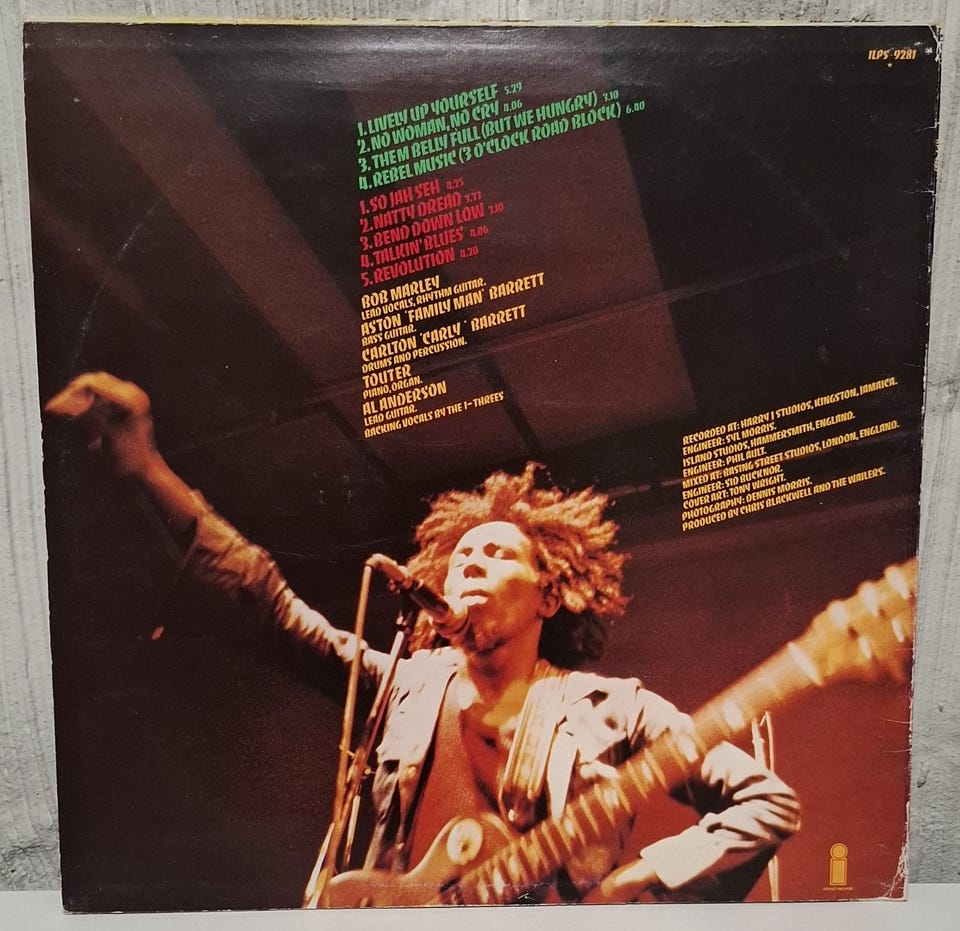 ILPS 9281
1. LIVELY UP YOURSELF 5.29
2. NO WOMAN, NO CRY 4.06
3. THEM BELLY FULL (BUT WE HUNGRY) 3.10
4. REBEL MUSIC (3 O'CLOCK ROAD BLOCK) 6.40
1. SO JAH SEH 4.25
2. NATTY DREAD 3.33
3. BEND DOWN LOW 3.10
4. TALKIN' BLUES 4.06
5. REVOLUTION 4.20
BOB MARLEY
LEAD VOCALS, RHYTHM GUITAR.
ASTON 'FAMILY MAN' BARRETT
BASS GUITAR.
CARLTON 'CARLY' BARRETT
DRUMS AND PERCUSSION.
TOUTER
PIANO, ORGAN.
AL ANDERSON
LEAD GUITAR.
BACKING VOCALS BY THE I-THREES
RECORDED AT: HARRY J STUDIOS, KINGSTON, JAMAICA.
ENGINEER: SYL MORRIS.
ISLAND STUDIOS, HAMMERSMITH, ENGLAND.
ENGINEER: PHIL AULT.
MIXED AT: BASING STREET STUDIOS, LONDON, ENGLAND.
ENGINEER: SID BUCKNOR.
COVER ART: TONY WRIGHT.
PHOTOGRAPHY: DENNIS MORRIS.
PRODUCED BY CHRIS BLACKWELL AND THE WAILERS.
island records